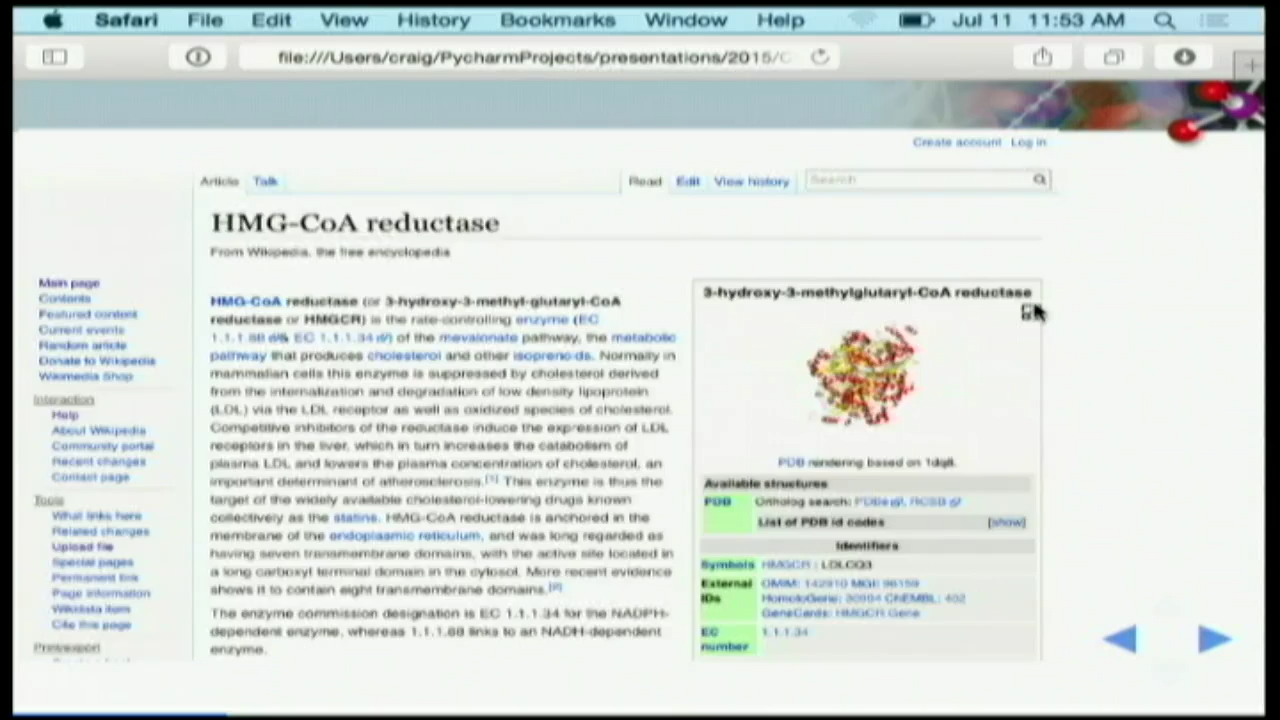 Safari File Edit View History Bookmarks Window Help Jul 11 11:53 AM
file:///Users/craig/PycharmProjects/presentations/2015/C
Create account Log in
Article Talk Read Edit View history Search
HMG-CoA reductase
From Wikipedia, the free encyclopedia
Main page
Contents
Featured content
Current events
Random article
Donate to Wikipedia
Wikimedia Shop
Interaction
Help
About Wikipedia
Community portal
Recent changes
Contact page
Tools
What links here
Related changes
Upload file
Special pages
Permanent link
Page information
Wikidata item
Cite this page
Print/export
HMG-CoA reductase (or 3-hydroxy-3-methyl-glutaryl-CoA
reductase or HMGCR) is the rate-controlling enzyme (EC
1.1.1.88 EC 1.1.1.34) of the mevalonate pathway, the metabolic
pathway that produces cholesterol and other isoprenoids. Normally in
mammalian cells this enzyme is suppressed by cholesterol derived
from the internalization and degradation of low density lipoprotein
(LDL) via the LDL receptor as well as oxidized species of cholesterol.
Competitive inhibitors of the reductase induce the expression of LDL
receptors in the liver, which in turn increases the catabolism of
plasma LDL and lowers the plasma concentration of cholesterol, an
important determinant of atherosclerosis.[1] This enzyme is thus the
target of the widely available cholesterol-lowering drugs known
collectively as the statins. HMG-CoA reductase is anchored in the
membrane of the endoplasmic reticulum, and was long regarded as
having seven transmembrane domains, with the active site located in
a long carboxyl terminal domain in the cytosol. More recent evidence
shows it to contain eight transmembrane domains.[2]
The enzyme commission designation is EC 1.1.1.34 for the NADPH-
dependent enzyme, whereas 1.1.1.88 links to an NADH-dependent
enzyme.
3-hydroxy-3-methylglutaryl-CoA reductase
PDB rendering based on 1dq8.
Available structures
PDB Ortholog search: PDBe, RCSB
List of PDB id codes [show]
Identifiers
Symbols HMGCR; LDLCQ3
External OMIM: 142910 MGI: 96159
IDs HomoloGene: 30994 ChEMBL: 402
GeneCards: HMGCR Gene
EC 1.1.1.34
number